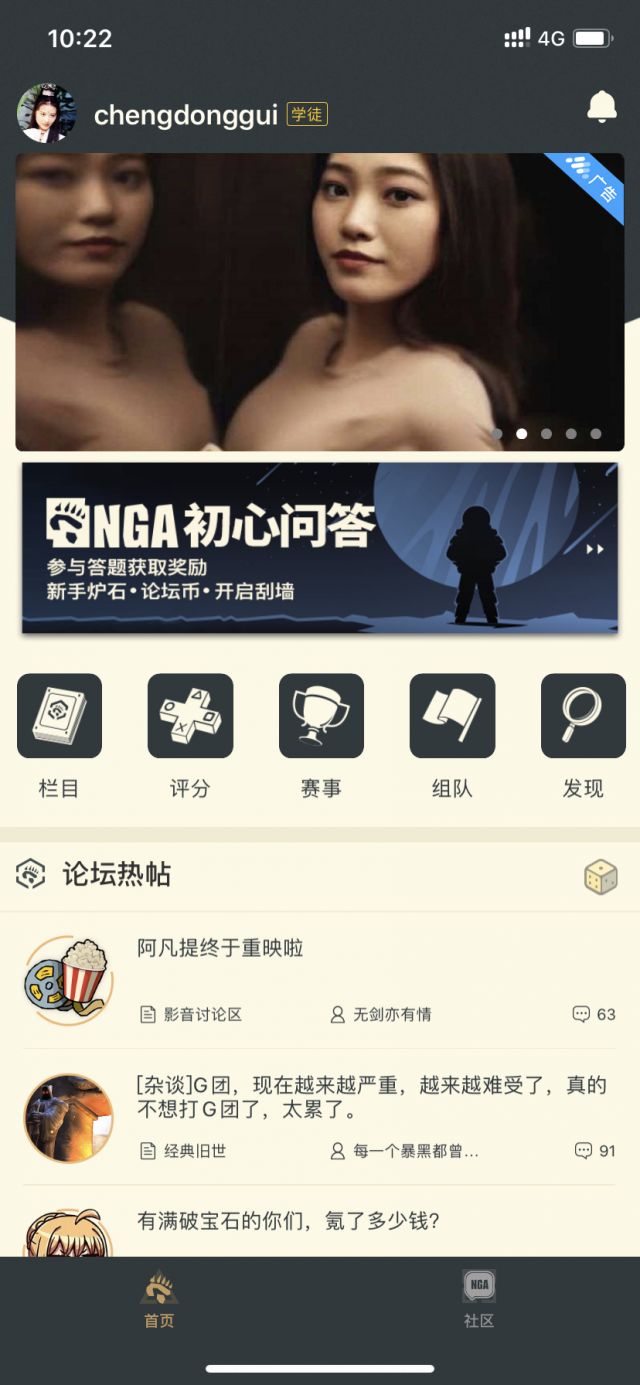 10:22
4G
chengdonggui 学徒
广告
NGA 初心问答
参与答题获取奖励
新手炉石•论坛币•开启刮墙
栏目
评分
赛事
组队
发现
论坛热帖
阿凡提终于重映啦
影音讨论区 无剑亦有情 63
[杂谈]G团，现在越来越严重，越来越难受了，真的
不想打G团了，太累了。
经典旧世 每一个暴黑都曾... 91
有满破宝石的你们，氪了多少钱?
NGA
首页
社区